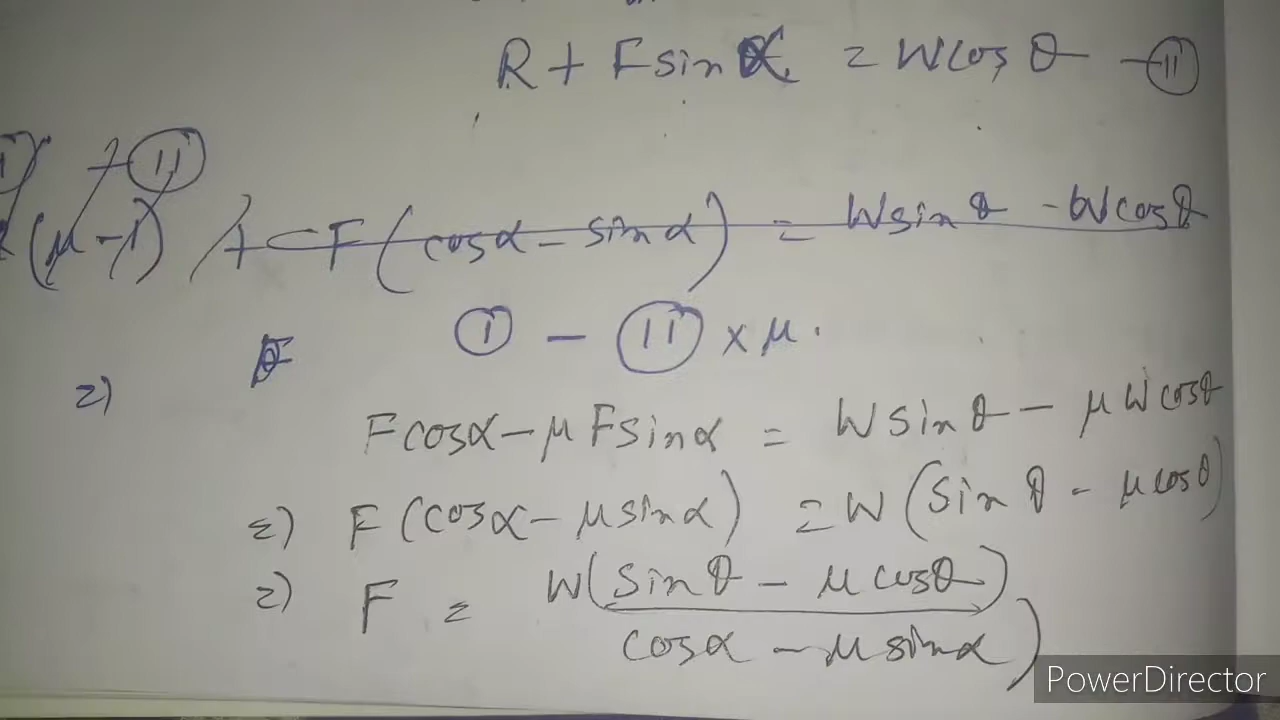 R + F sin α = W cos θ - (II)
+ (II)
(μ - 1) + F (cos α - sin α) = W sin θ - W cos θ
(I) - (II) × μ.
F cos α - μ F sin α = W sin θ - μ W cos θ
⇒) F (cos α - μ sin α) = W (sin θ - μ cos θ)
⇒) F = W (sin θ - μ cos θ)
cos α - μ sin α )
PowerDirector